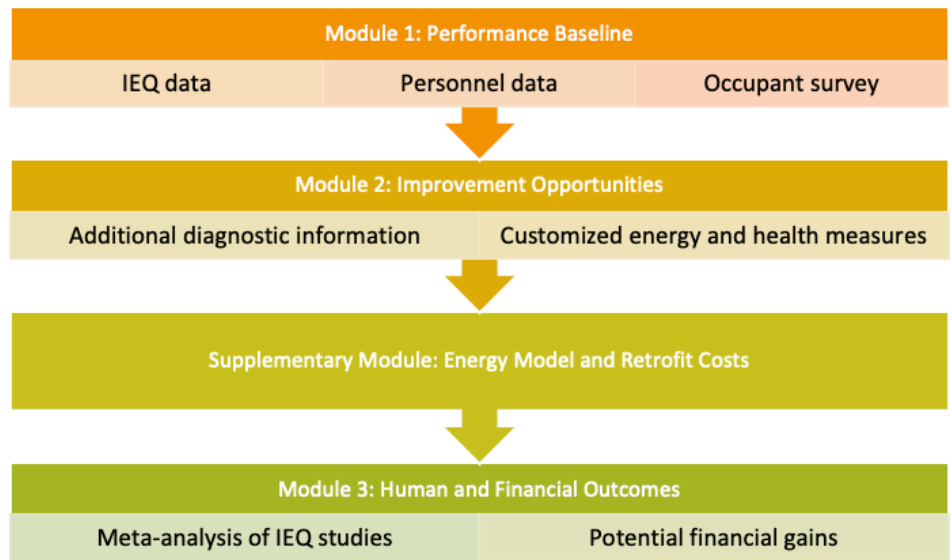 Module 1: Performance Baseline
IEQ data
Personnel data
Occupant survey
Module 2: Improvement Opportunities
Additional diagnostic information
Customized energy and health measures
Supplementary Module: Energy Model and Retrofit Costs
Module 3: Human and Financial Outcomes
Meta-analysis of IEQ studies
Potential financial gains